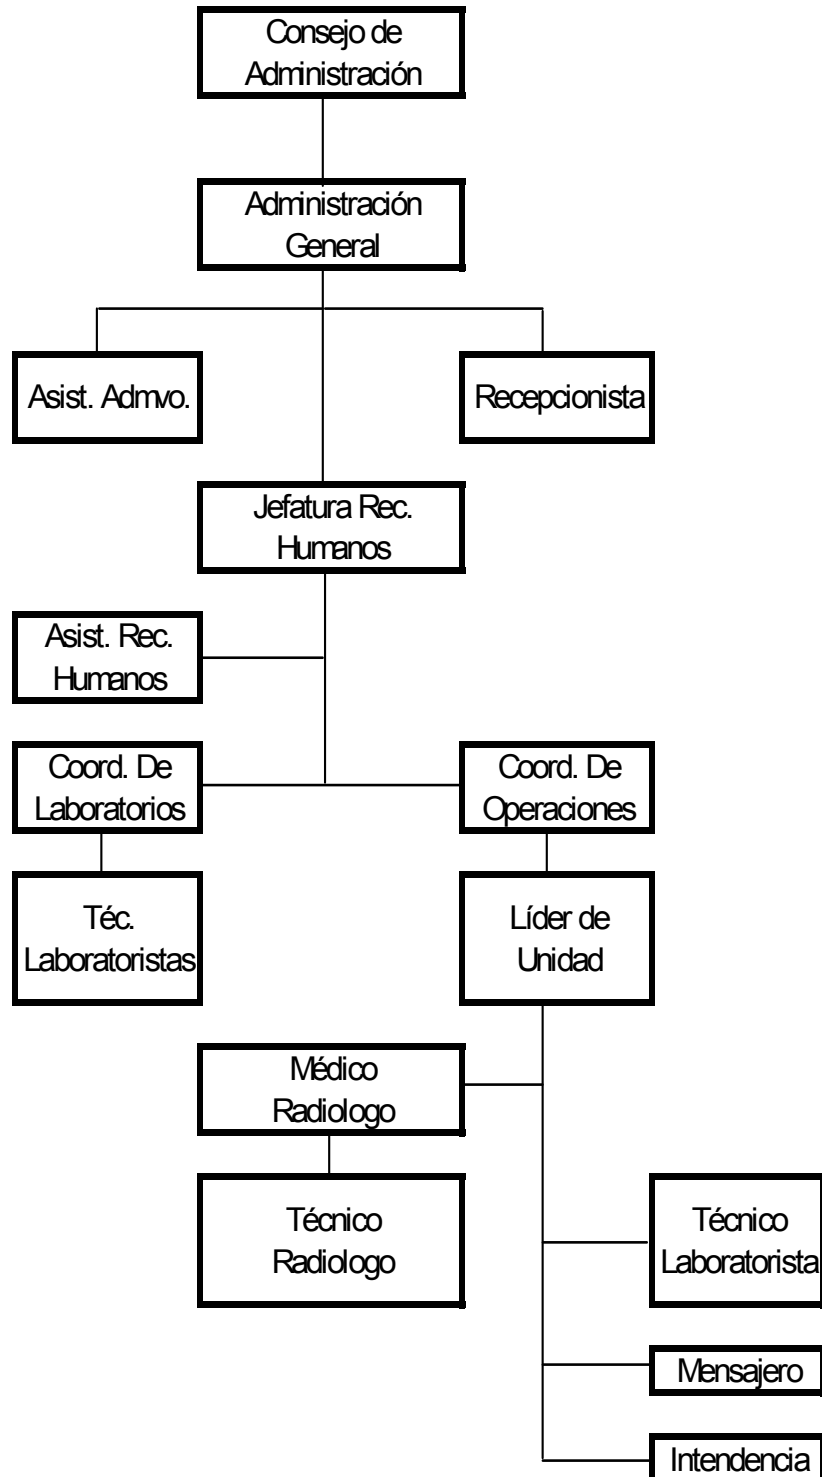 Consejo de
Administración
Administración
General
Asist. Admvo.
Recepcionista
Jefatura Rec.
Humanos
Asist. Rec.
Humanos
Coord. De
Laboratorios
Coord. De
Operaciones
Téc.
Laboratoristas
Líder de
Unidad
Médico
Radiologo
Técnico
Radiologo
Técnico
Laboratorista
Mensajero
Intendencia